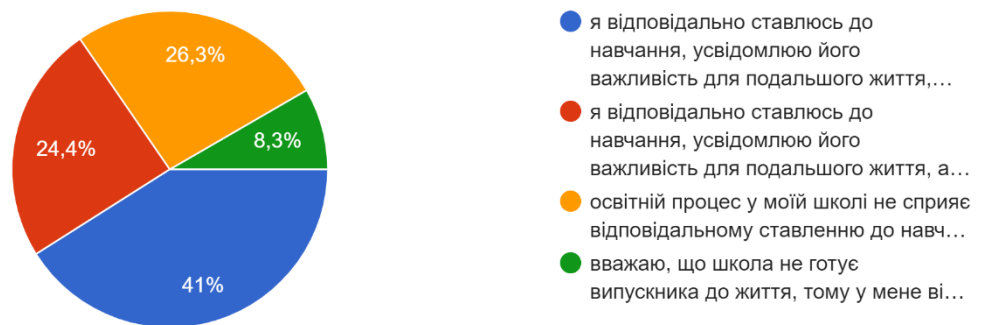 26,3%
8,3%
24,4%
41%
я відповідально ставлюсь до
навчання, усвідомлюю його
важливість для подальшого життя,…
я відповідально ставлюсь до
навчання, усвідомлюю його
важливість для подальшого життя, а…
освітній процес у моїй школі не сприяє
відповідальному ставленню до навч…
вважаю, що школа не готує
випускника до життя, тому у мене ві…